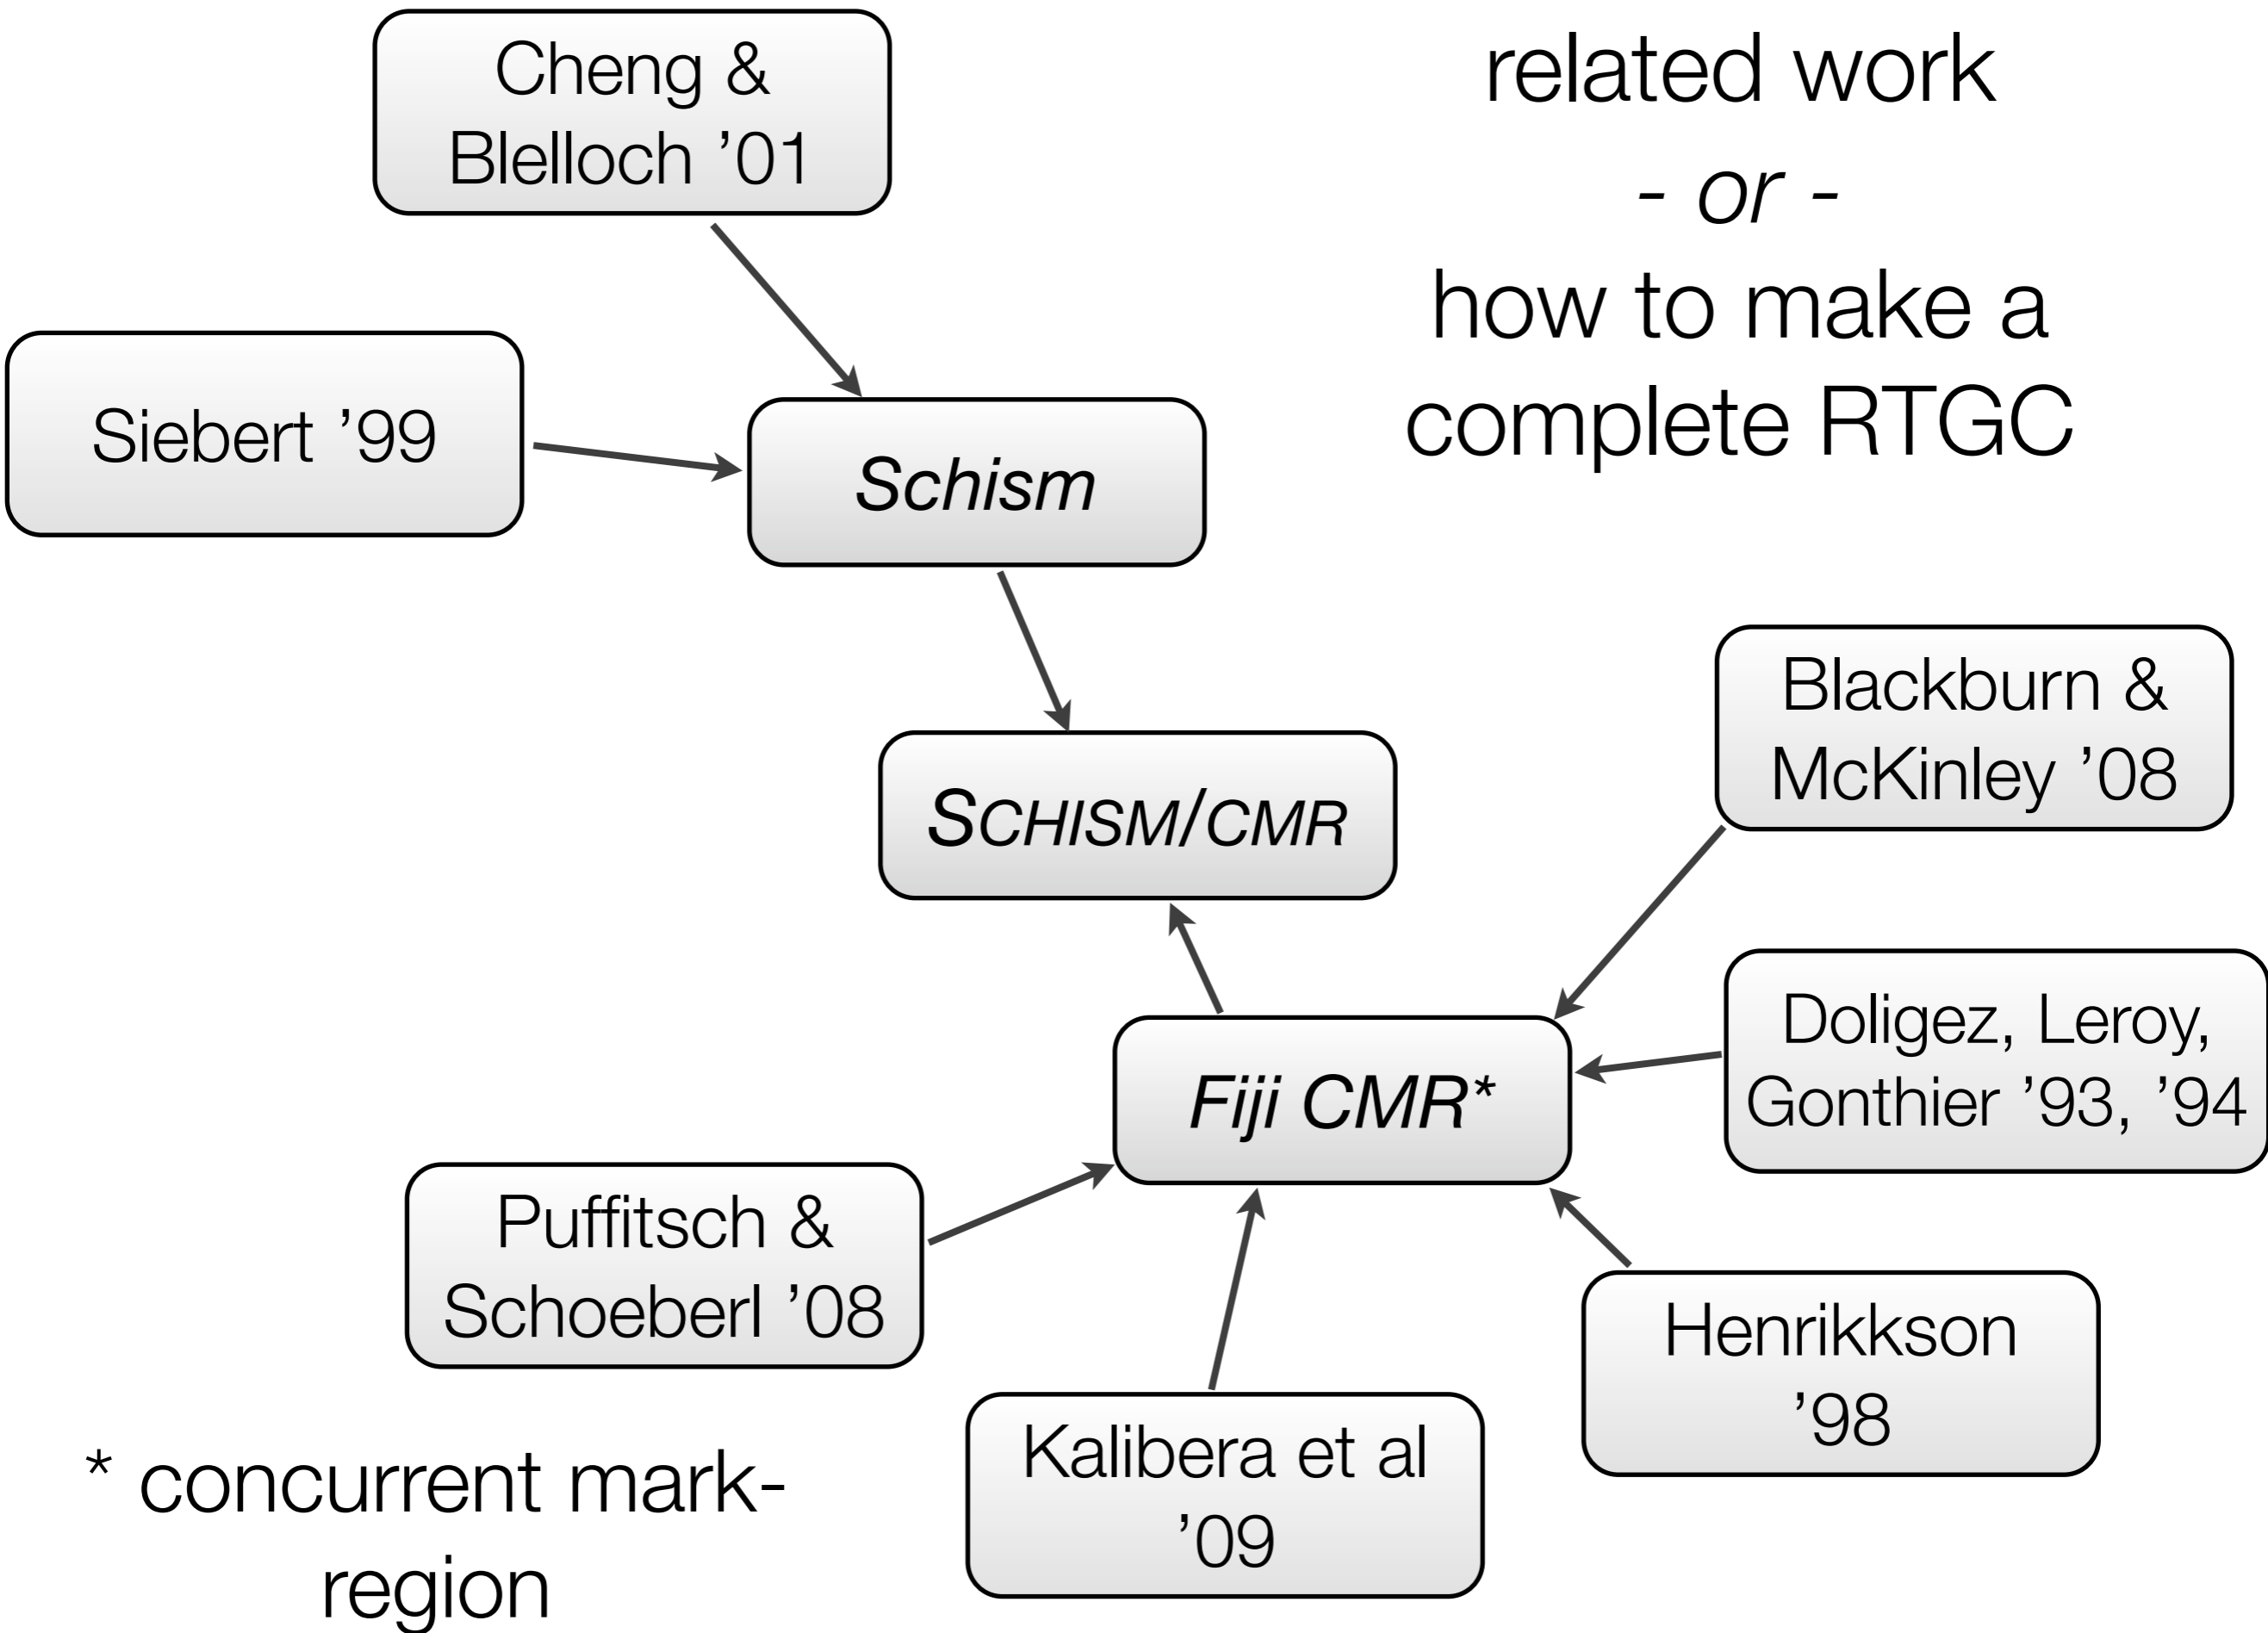 Cheng &
Blelloch ’01
related work
- or -
how to make a
complete RTGC
Siebert ’99
Schism
Blackburn &
McKinley ’08
SCHISM/CMR
Doligez, Leroy,
Gonthier ’93, ’94
Fiji CMR*
Puffitsch &
Schoeberl ’08
Henrikkson
’98
Kalibera et al
’09
* concurrent mark-
region